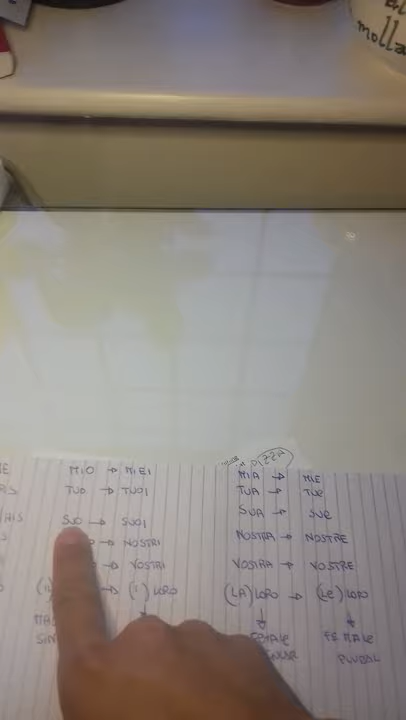 molla
MIO → MIEI MIA → MIE
TUO → TUOI TUA → TUE
SUO → SUOI SUA → SUE
→ NOSTRI NOSTRA → NOSTRE
→ VOSTRI VOSTRA → VOSTRE
→ (I) LORO (LA) LORO → (LE) LORO
FEMALE FEMALE
PLURAL